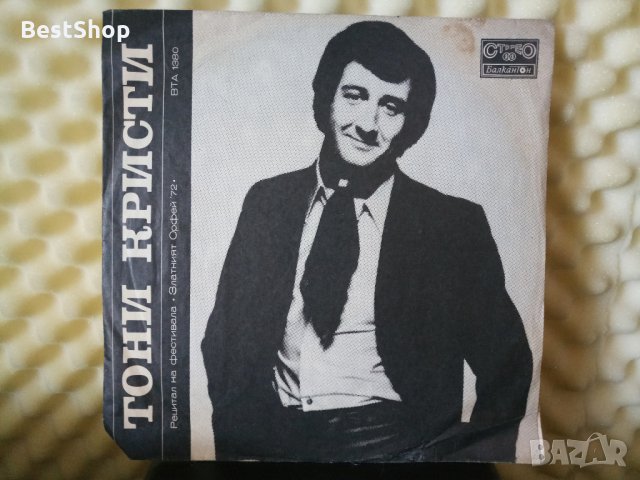 BestShop
ТОНИ КРИСТИ
Рецитал на фестивала • Златният Орфей '72 •
ВТА 1380
СТЕРЕО
Балкантон
BAZAR